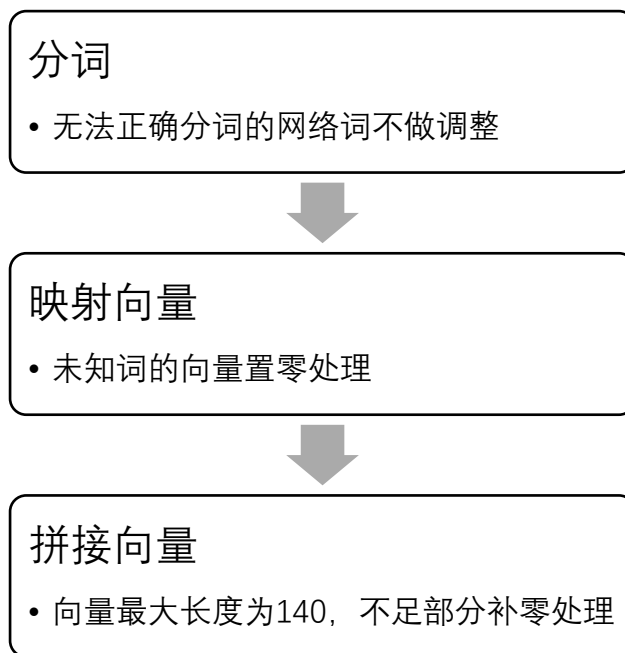 分词
• 无法正确分词的网络词不做调整
映射向量
• 未知词的向量置零处理
拼接向量
• 向量最大长度为140，不足部分补零处理